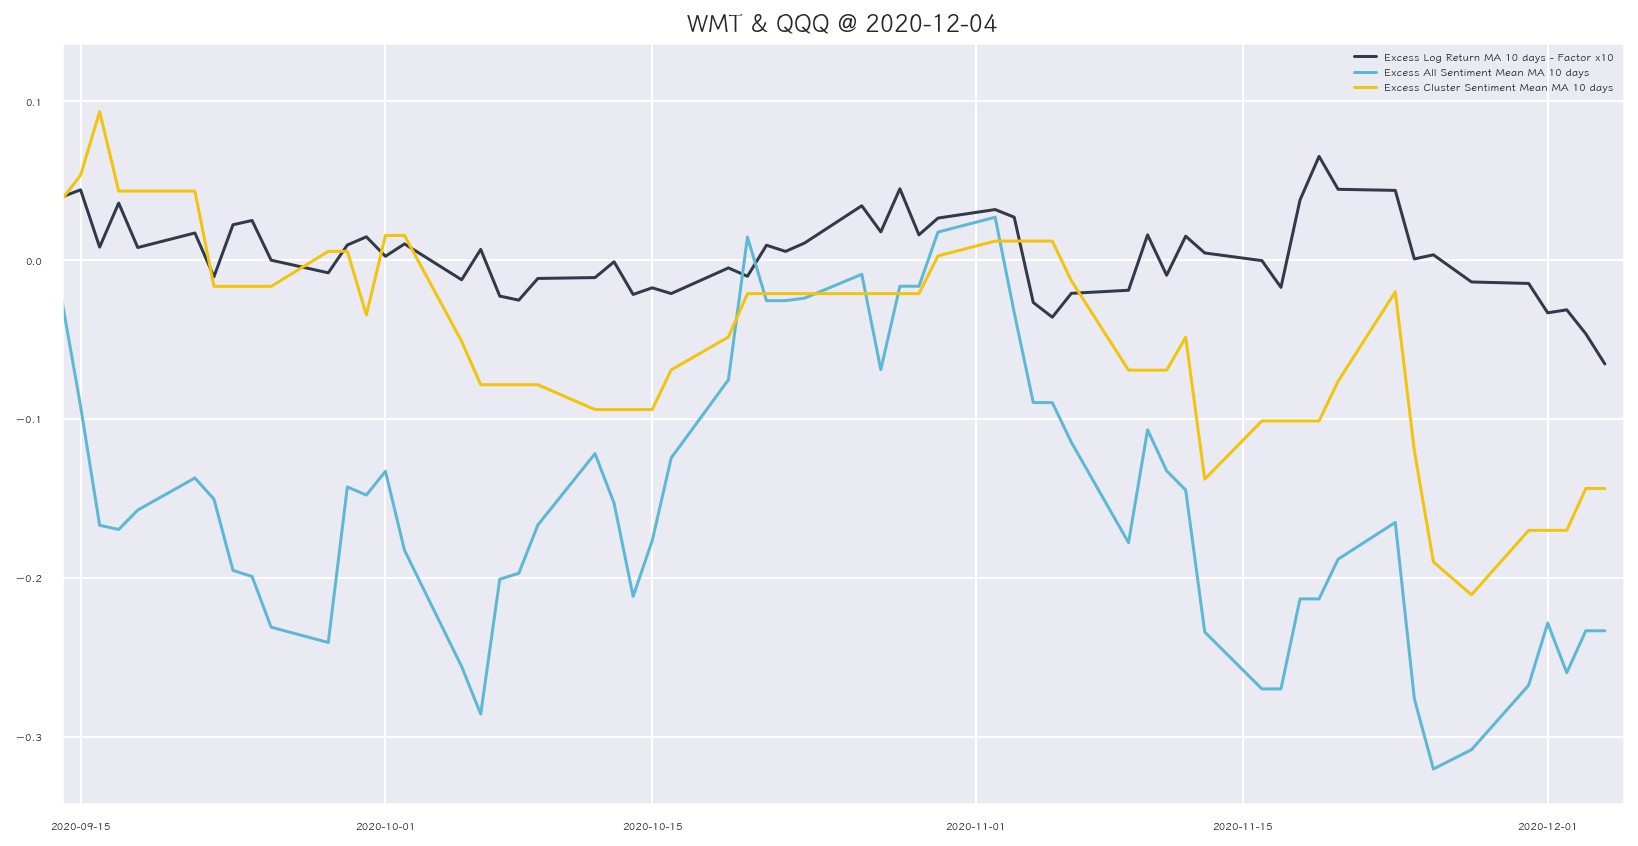 WMT & QQQ @ 2020-12-04
Excess Log Return MA 10 days - Factor x10
Excess All Sentiment Mean MA 10 days
Excess Cluster Sentiment Mean MA 10 days
0.1
0.0
−0.1
−0.2
−0.3
2020-09-15
2020-10-01
2020-10-15
2020-11-01
2020-11-15
2020-12-01